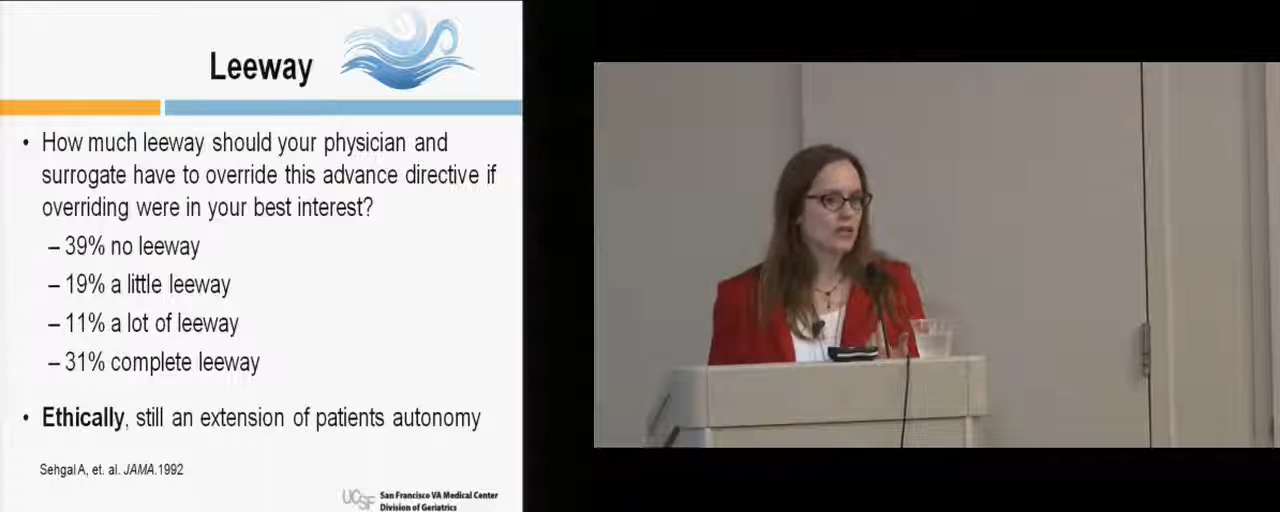 Leeway
• How much leeway should your physician and
surrogate have to override this advance directive if
overriding were in your best interest?
– 39% no leeway
– 19% a little leeway
– 11% a lot of leeway
– 31% complete leeway
• Ethically, still an extension of patients autonomy
Sehgal A, et. al. JAMA.1992
UCSF San Francisco VA Medical Center
Division of Geriatrics